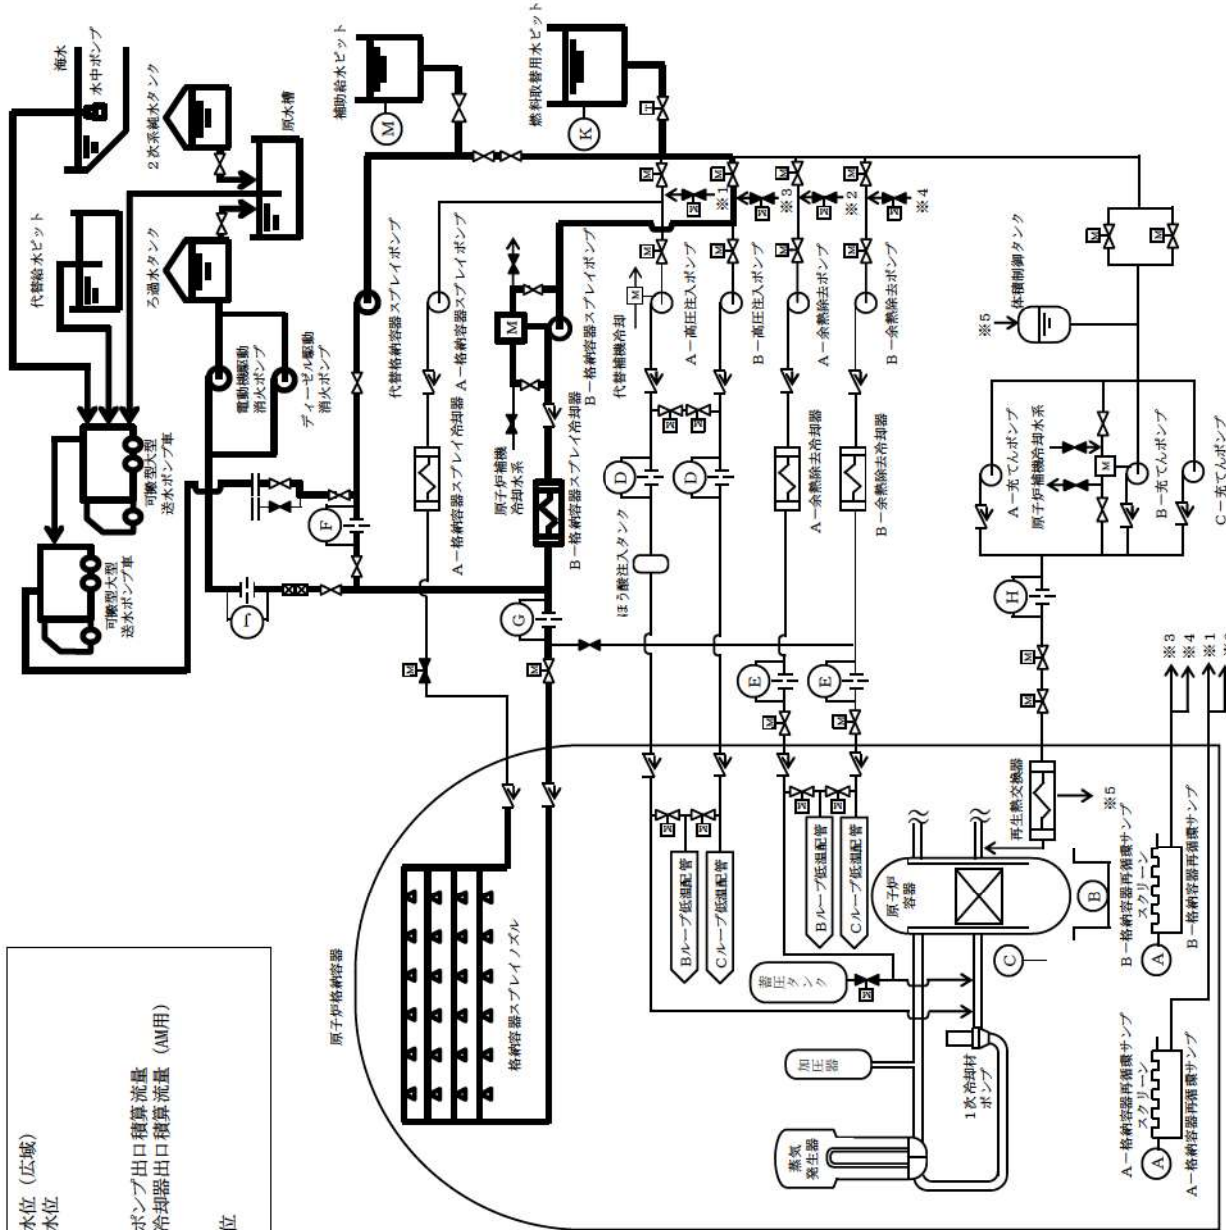 海水
水中ポンプ
2次系純水タンク
原水槽
代替給水ピット
ろ過水タンク
可搬型大型
送水ポンプ車
可搬型大型
送水ポンプ車
電動機駆動
消火ポンプ
ディーゼル駆動
消火ポンプ
補助給水ピット
M
燃料取替用水ピット
K
T
代替格納容器スプレイポンプ
A-格納容器スプレイポンプ
A-格納容器スプレイ冷却器
B-格納容器スプレイポンプ
B-格納容器スプレイ冷却器
原子炉補機
冷却水系
F
J
G
M
M
M
代替補機冷却
M
A-高圧注入ポンプ
B-高圧注入ポンプ
A-余熱除去ポンプ
B-余熱除去ポンプ
M
M
M
M
M
M
M
M
M
M
M
M
※1
※3
※2
※4
M
M
D
D
ほう酸注入タンク
A-余熱除去冷却器
B-余熱除去冷却器
E
E
M
M
※5
体積制御タンク
M
M
A-充てんポンプ
原子炉補機冷却水系
M
B-充てんポンプ
C-充てんポンプ
H
M
M
原子炉格納容器
格納容器スプレイノズル
M
M
Bループ低温配管
Cループ低温配管
M
M
Bループ低温配管
Cループ低温配管
蓄圧タンク
M
原子炉
容器
再生熱交換器
※5
B
C
加圧器
蒸気
発生器
1次冷却材
ポンプ
B-格納容器再循環サンプ
スクリーン
A
B-格納容器再循環サンプ
A-格納容器再循環サンプ
スクリーン
A
A-格納容器再循環サンプ
※3
※4
※1
水位（広域）
水位
ポンプ出口積算流量
冷却器出口積算流量（AM用）
位